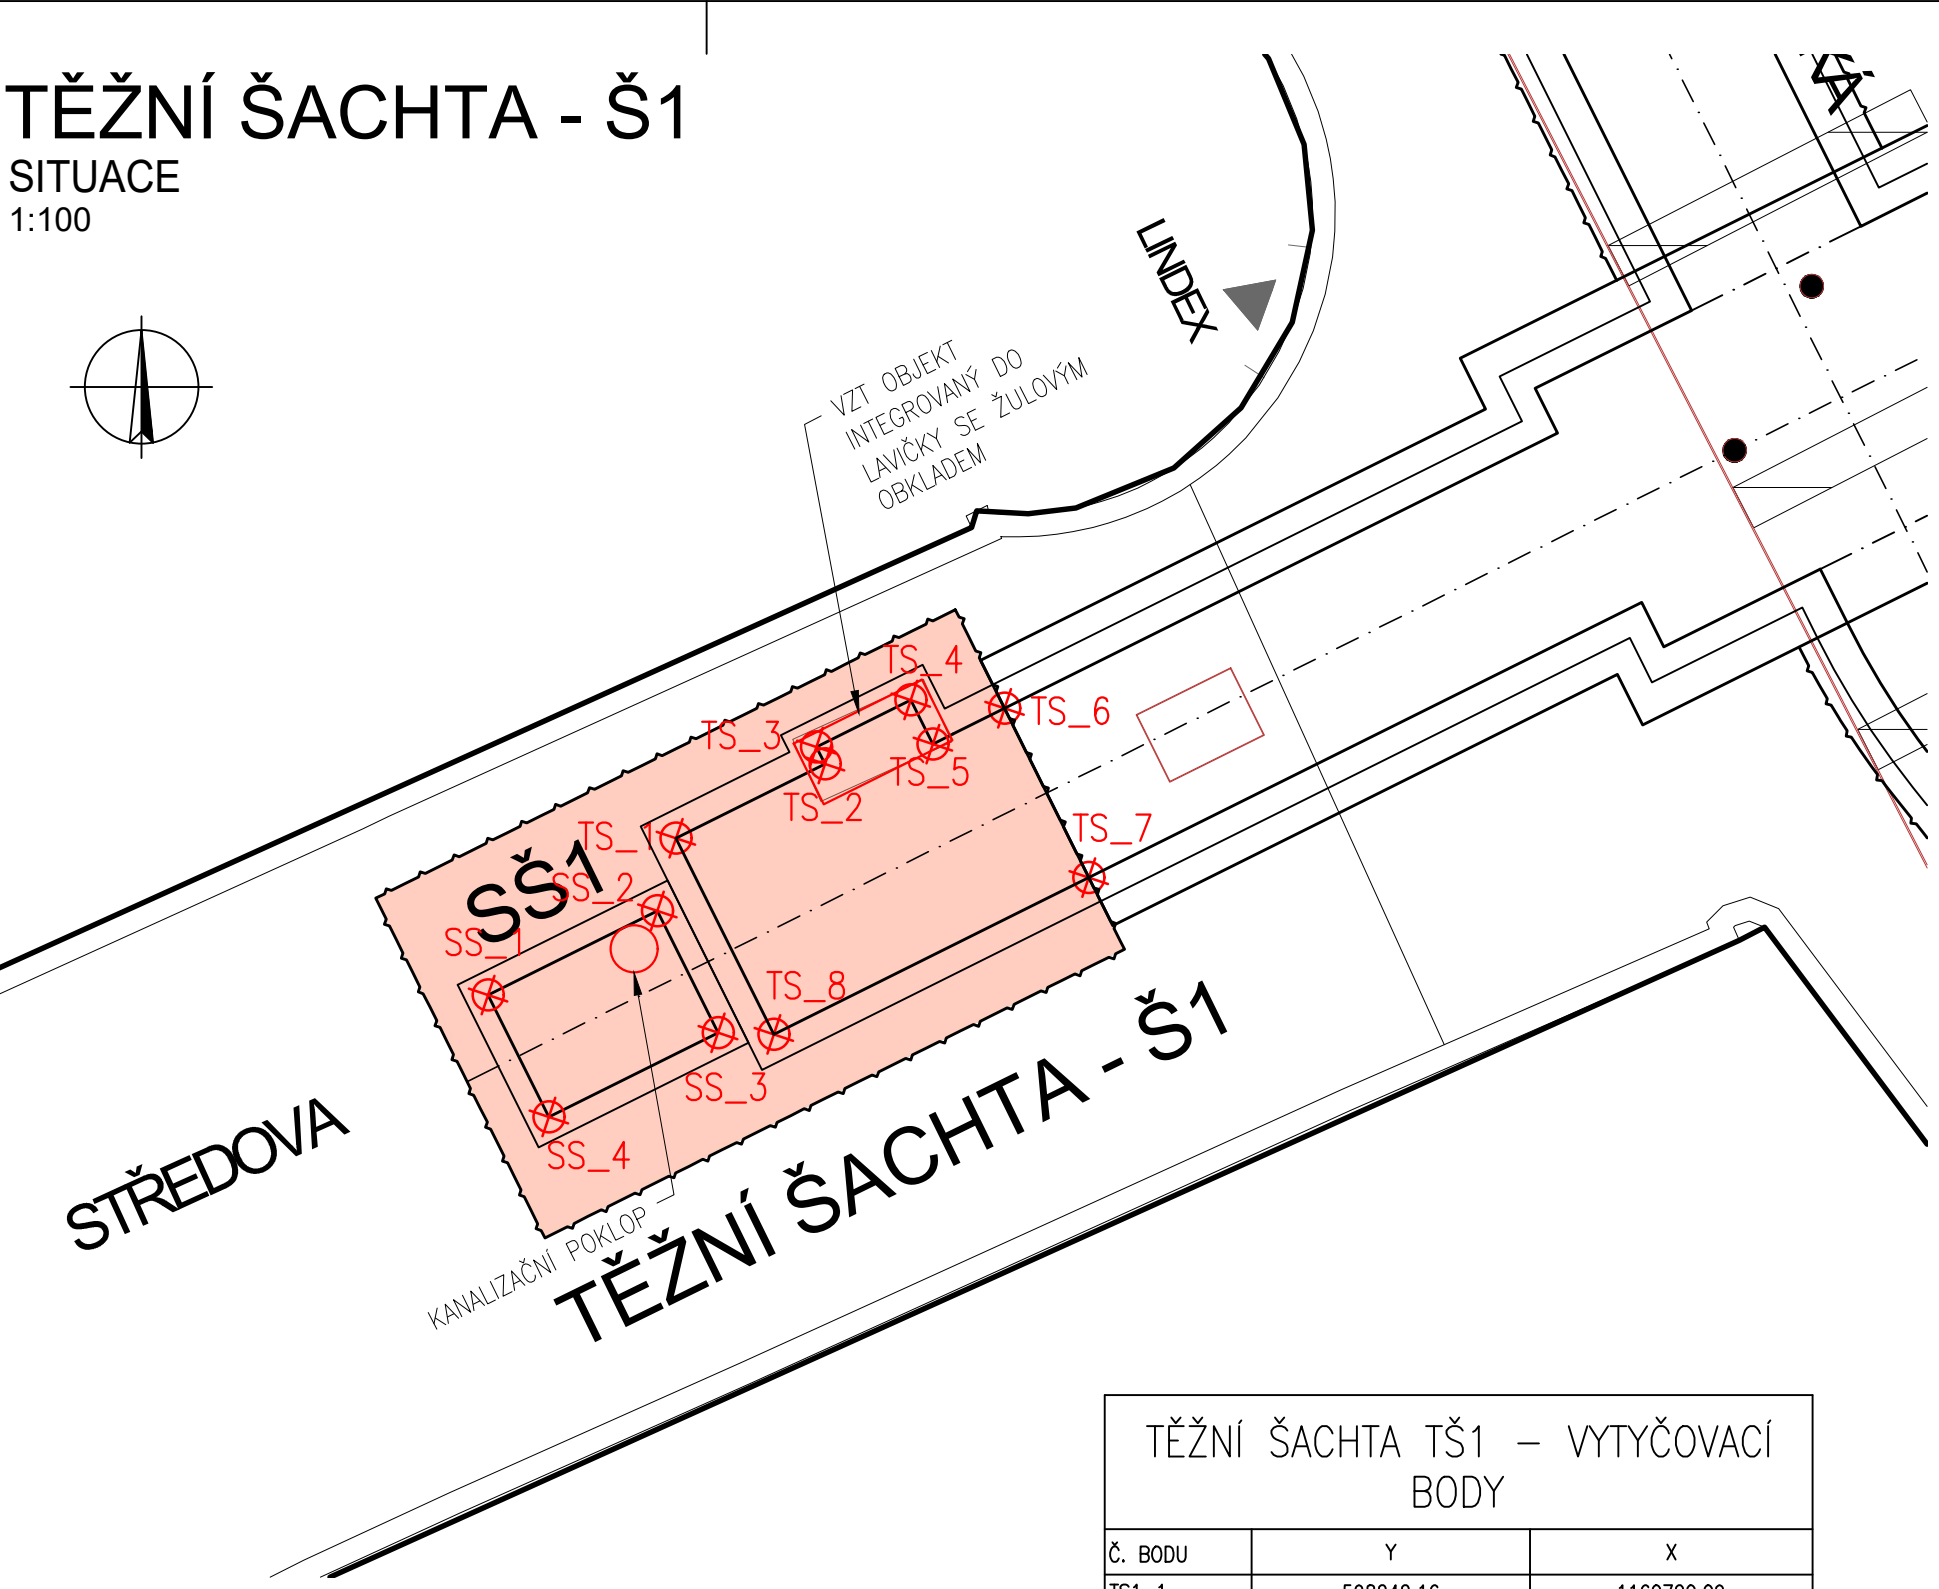 TĚŽNÍ ŠACHTA - Š1
SITUACE
1:100
VÁ
LINDEX
VZT OBJEKT
INTEGROVANÝ DO
LAVIČKY SE ŽULOVÝM
OBKLADEM
TS_4
TS_3
TS_6
TS_5
TS_2
TS_1
TS_7
SŠ1
SS_2
SS_1
TS_8
SS_3
SS_4
STŘEDOVA
KANALIZAČNÍ POKLOP
TĚŽNÍ ŠACHTA - Š1
TĚŽNÍ ŠACHTA TŠ1 – VYTYČOVACÍ
BODY
Č. BODU Y X